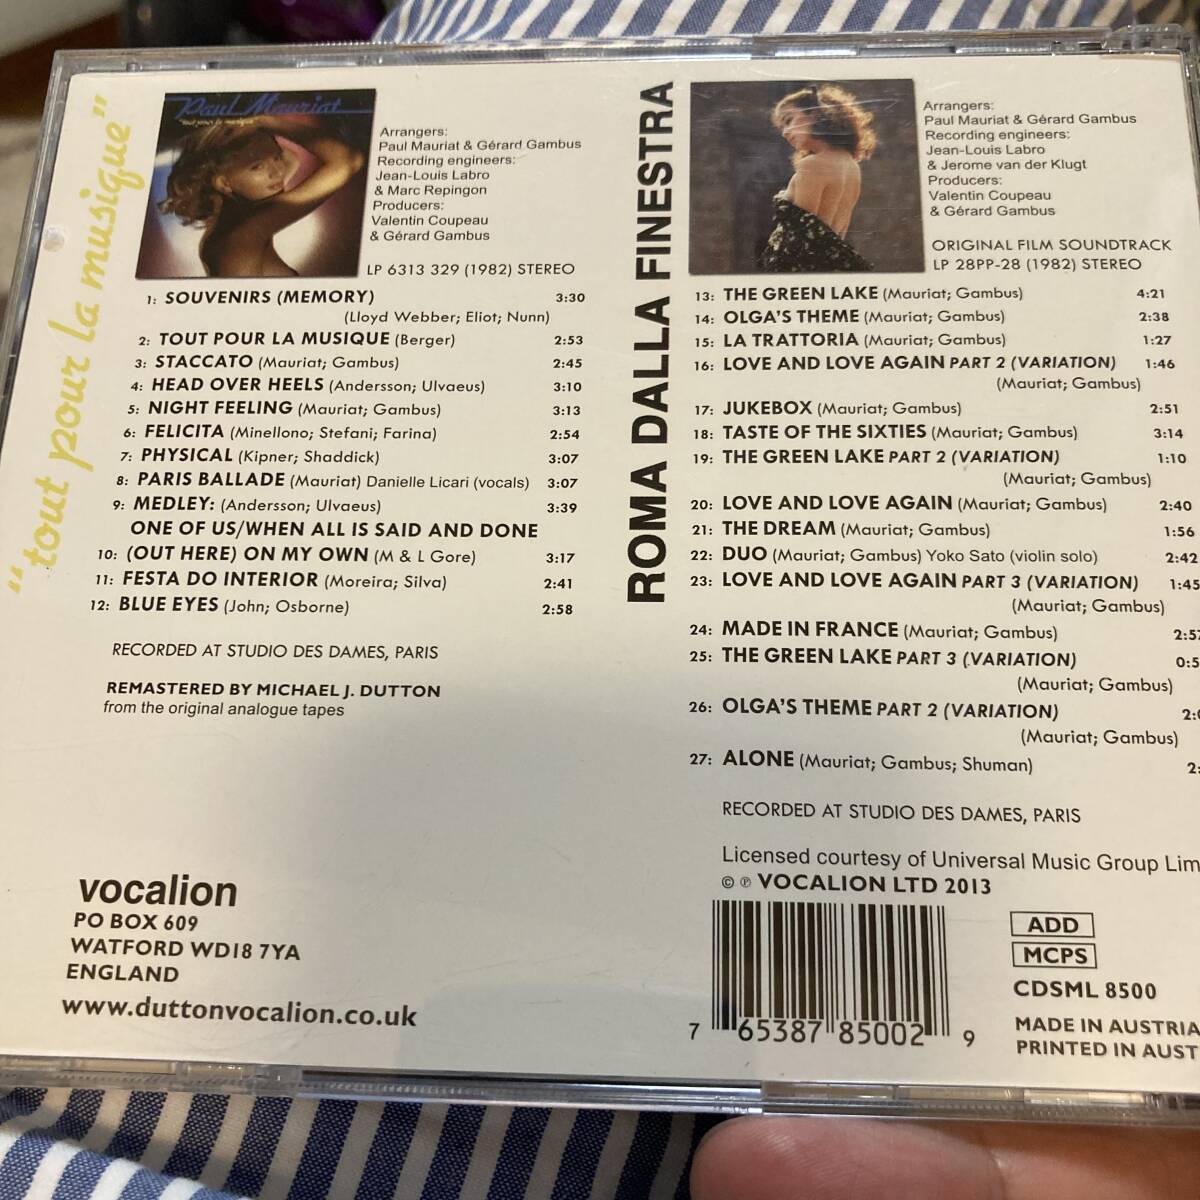 "tout pour la musique"
Paul Mauriat
"tout pour la musique"
Arrangers:
Paul Mauriat & Gérard Gambus
Recording engineers:
Jean-Louis Labro
& Marc Repingon
Producers:
Valentin Coupeau
& Gérard Gambus
LP 6313 329 (1982) STEREO
1: SOUVENIRS (MEMORY) 3:30
(Lloyd Webber; Eliot; Nunn)
2: TOUT POUR LA MUSIQUE (Berger) 2:53
3: STACCATO (Mauriat; Gambus) 2:45
4: HEAD OVER HEELS (Andersson; Ulvaeus) 3:10
5: NIGHT FEELING (Mauriat; Gambus) 3:13
6: FELICITA (Minellono; Stefani; Farina) 2:54
7: PHYSICAL (Kipner; Shaddick) 3:07
8: PARIS BALLADE (Mauriat) Danielle Licari (vocals) 3:07
9: MEDLEY: (Andersson; Ulvaeus) 3:39
ONE OF US/WHEN ALL IS SAID AND DONE
10: (OUT HERE) ON MY OWN (M & L Gore) 3:17
11: FESTA DO INTERIOR (Moreira; Silva) 2:41
12: BLUE EYES (John; Osborne) 2:58
RECORDED AT STUDIO DES DAMES, PARIS
REMASTERED BY MICHAEL J. DUTTON
from the original analogue tapes
vocalion
PO BOX 609
WATFORD WD18 7YA
ENGLAND
www.duttonvocalion.co.uk
ROMA DALLA FINESTRA
Arrangers:
Paul Mauriat & Gérard Gambus
Recording engineers:
Jean-Louis Labro
& Jerome van der Klugt
Producers:
Valentin Coupeau
& Gérard Gambus
ORIGINAL FILM SOUNDTRACK
LP 28PP-28 (1982) STEREO
13: THE GREEN LAKE (Mauriat; Gambus) 4:21
14: OLGA'S THEME (Mauriat; Gambus) 2:38
15: LA TRATTORIA (Mauriat; Gambus) 1:27
16: LOVE AND LOVE AGAIN PART 2 (VARIATION) 1:46
(Mauriat; Gambus)
17: JUKEBOX (Mauriat; Gambus) 2:51
18: TASTE OF THE SIXTIES (Mauriat; Gambus) 3:14
19: THE GREEN LAKE PART 2 (VARIATION) 1:10
(Mauriat; Gambus)
20: LOVE AND LOVE AGAIN (Mauriat; Gambus) 2:40
21: THE DREAM (Mauriat; Gambus) 1:56
22: DUO (Mauriat; Gambus) Yoko Sato (violin solo) 2:42
23: LOVE AND LOVE AGAIN PART 3 (VARIATION) 1:45
(Mauriat; Gambus)
24: MADE IN FRANCE (Mauriat; Gambus) 2:57
25: THE GREEN LAKE PART 3 (VARIATION) 0:5
(Mauriat; Gambus)
26: OLGA'S THEME PART 2 (VARIATION) 2:
(Mauriat; Gambus)
27: ALONE (Mauriat; Gambus; Shuman) 2:
RECORDED AT STUDIO DES DAMES, PARIS
Licensed courtesy of Universal Music Group Lim
© ℗ VOCALION LTD 2013
7 65387 85002 9
ADD
MCPS
CDSML 8500
MADE IN AUSTRIA
PRINTED IN AUST